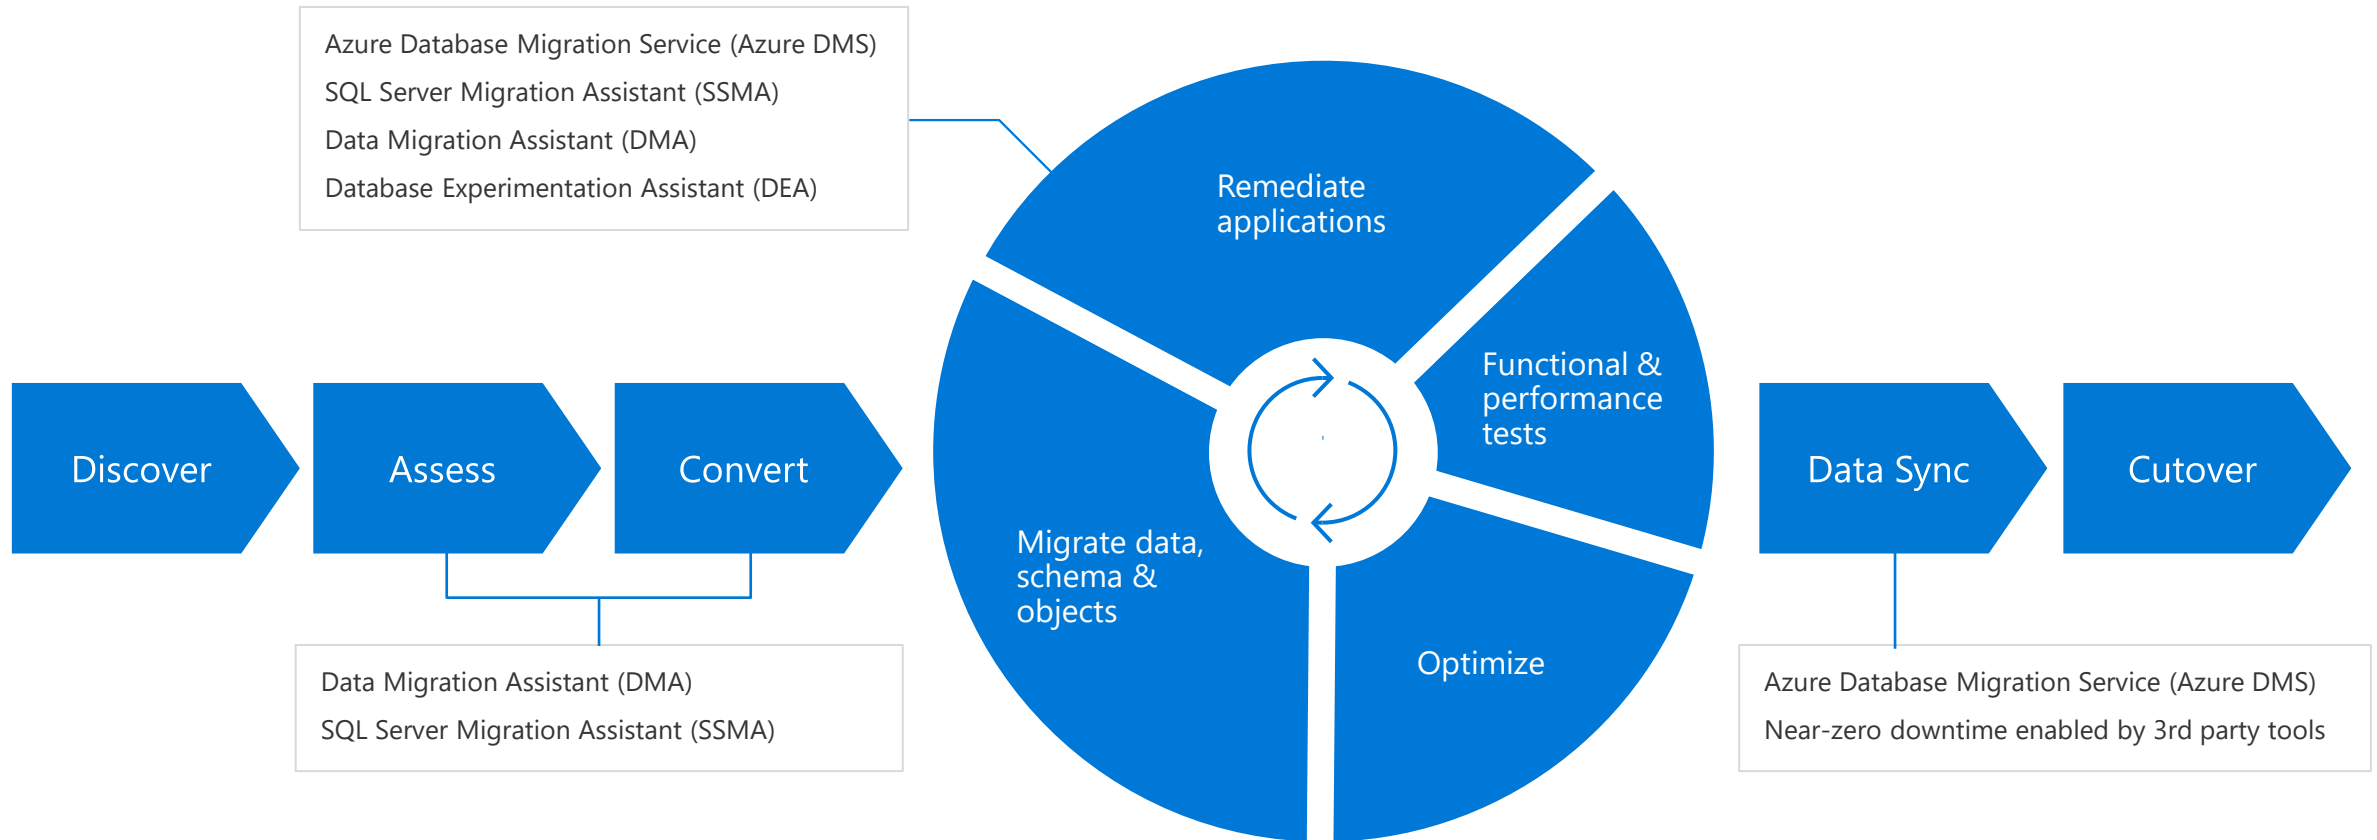 Azure Database Migration Service (Azure DMS)
SQL Server Migration Assistant (SSMA)
Data Migration Assistant (DMA)
Database Experimentation Assistant (DEA)
Discover
Assess
Convert
Data Migration Assistant (DMA)
SQL Server Migration Assistant (SSMA)
Migrate data,
schema &
objects
Remediate
applications
Functional &
performance
tests
Optimize
Data Sync
Cutover
Azure Database Migration Service (Azure DMS)
Near-zero downtime enabled by 3rd party tools